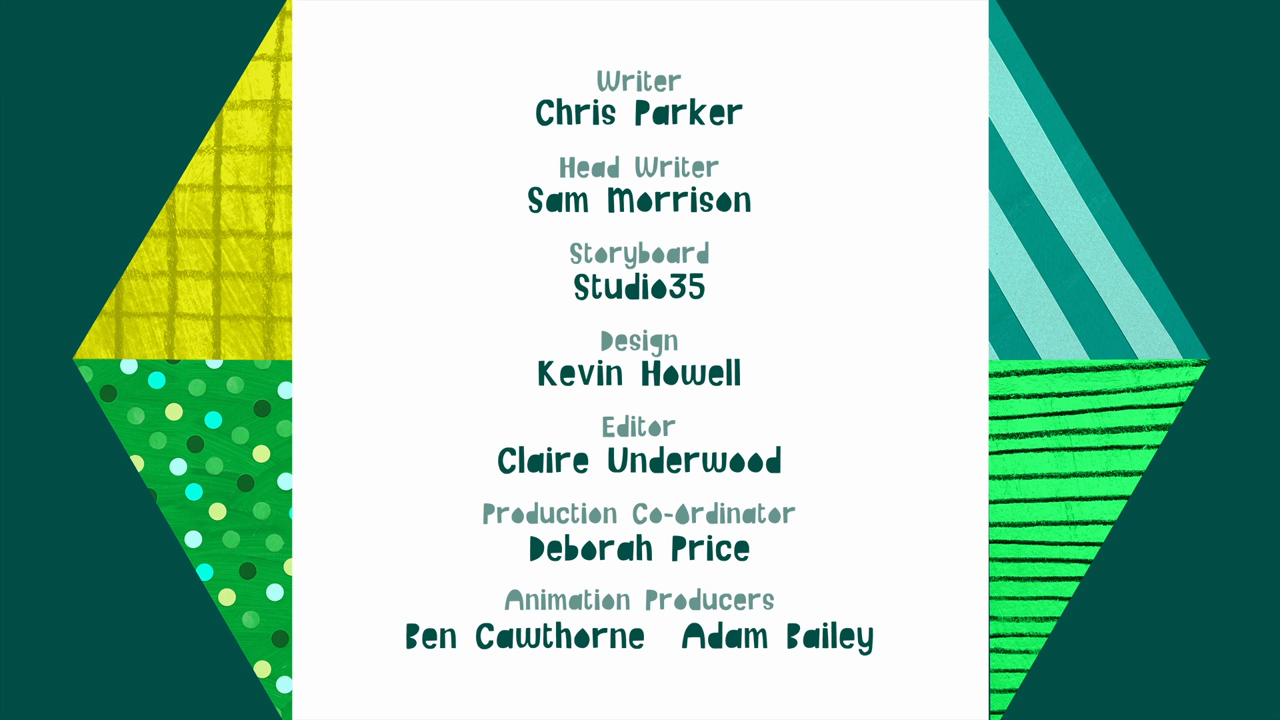 Writer
Chris Parker
Head Writer
Sam Morrison
Storyboard
Studio35
Design
Kevin Howell
Editor
Claire Underwood
Production Co-Ordinator
Deborah Price
Animation Producers
Ben Cawthorne Adam Bailey